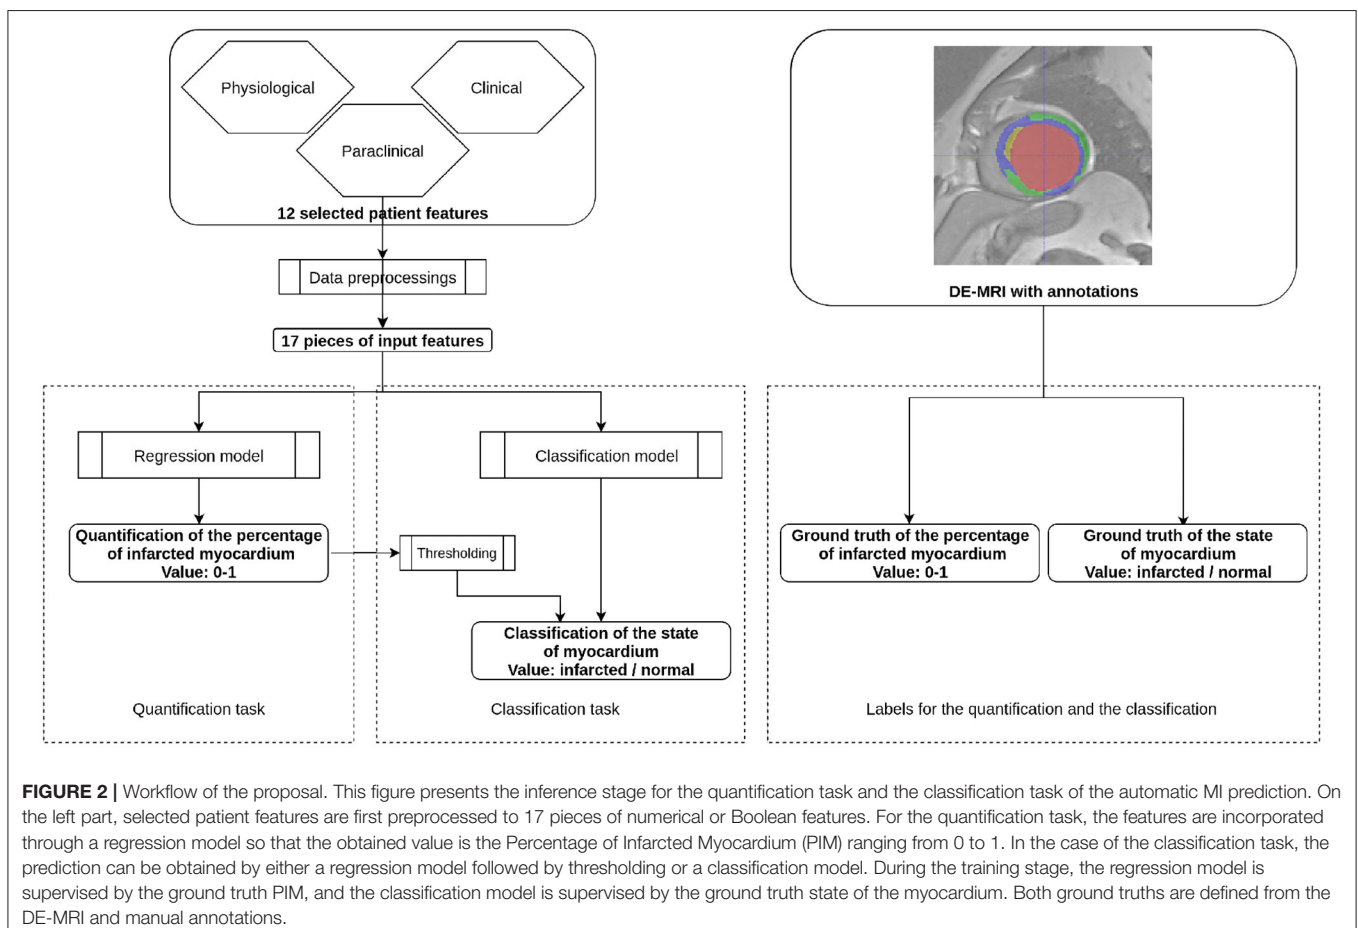 Physiological
Clinical
Paraclinical
12 selected patient features
Data preprocessings
17 pieces of input features
DE-MRI with annotations
Regression model
Classification model
Quantification of the percentage
of infarcted myocardium
Value: 0-1
Thresholding
Classification of the state
of myocardium
Value: infarcted / normal
Quantification task
Classification task
Ground truth of the percentage
of infarcted myocardium
Value: 0-1
Ground truth of the state
of myocardium
Value: infarcted / normal
Labels for the quantification and the classification
FIGURE 2 | Workflow of the proposal. This figure presents the inference stage for the quantification task and the classification task of the automatic MI prediction. On
the left part, selected patient features are first preprocessed to 17 pieces of numerical or Boolean features. For the quantification task, the features are incorporated
through a regression model so that the obtained value is the Percentage of Infarcted Myocardium (PIM) ranging from 0 to 1. In the case of the classification task, the
prediction can be obtained by either a regression model followed by thresholding or a classification model. During the training stage, the regression model is
supervised by the ground truth PIM, and the classification model is supervised by the ground truth state of the myocardium. Both ground truths are defined from the
DE-MRI and manual annotations.